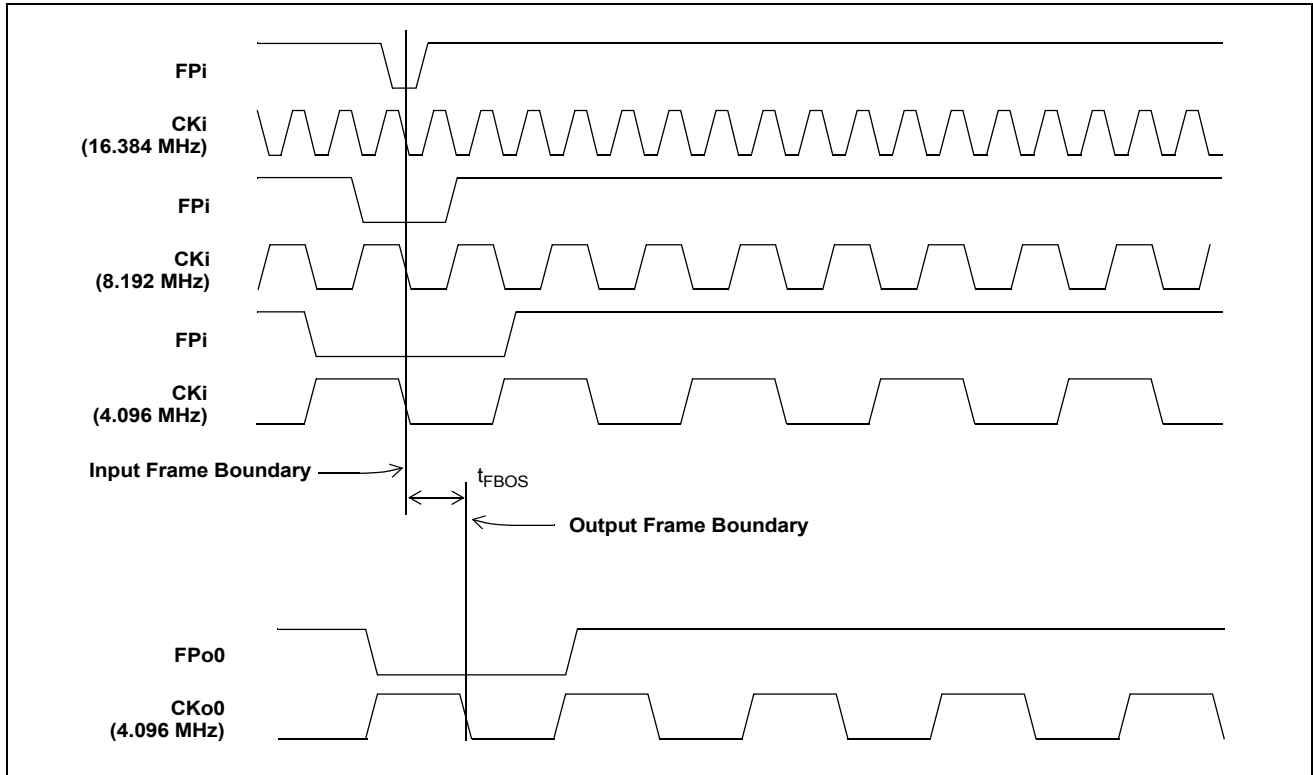 FPi
CKi
(16.384 MHz)
FPi
CKi
(8.192 MHz)
FPi
CKi
(4.096 MHz)
Input Frame Boundary
tFBOS
Output Frame Boundary
FPo0
CKo0
(4.096 MHz)